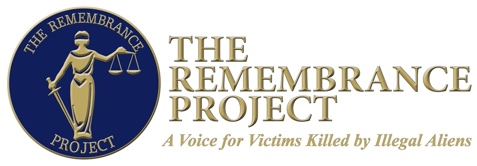 THE REMEMBRANCE
PROJECT
THE
REMEMBRANCE
PROJECT
A Voice for Victims Killed by Illegal Aliens